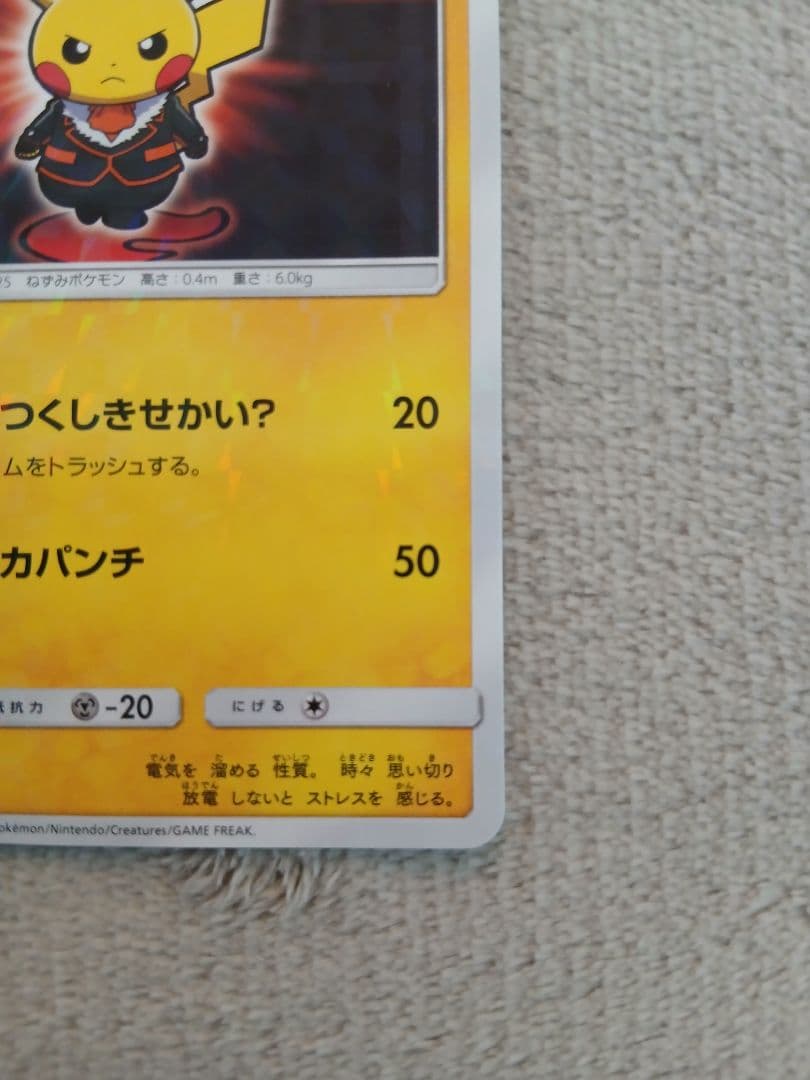 95 ねずみポケモン 高さ:0.4m 重さ:6.0kg
つくしきせかい? 20
ムをトラッシュする。
カパンチ 50
抵抗力 -20 にげる
電気を 溜める 性質。 時々 思い切り
放電 しないと ストレスを 感じる。
okémon/Nintendo/Creatures/GAME FREAK.